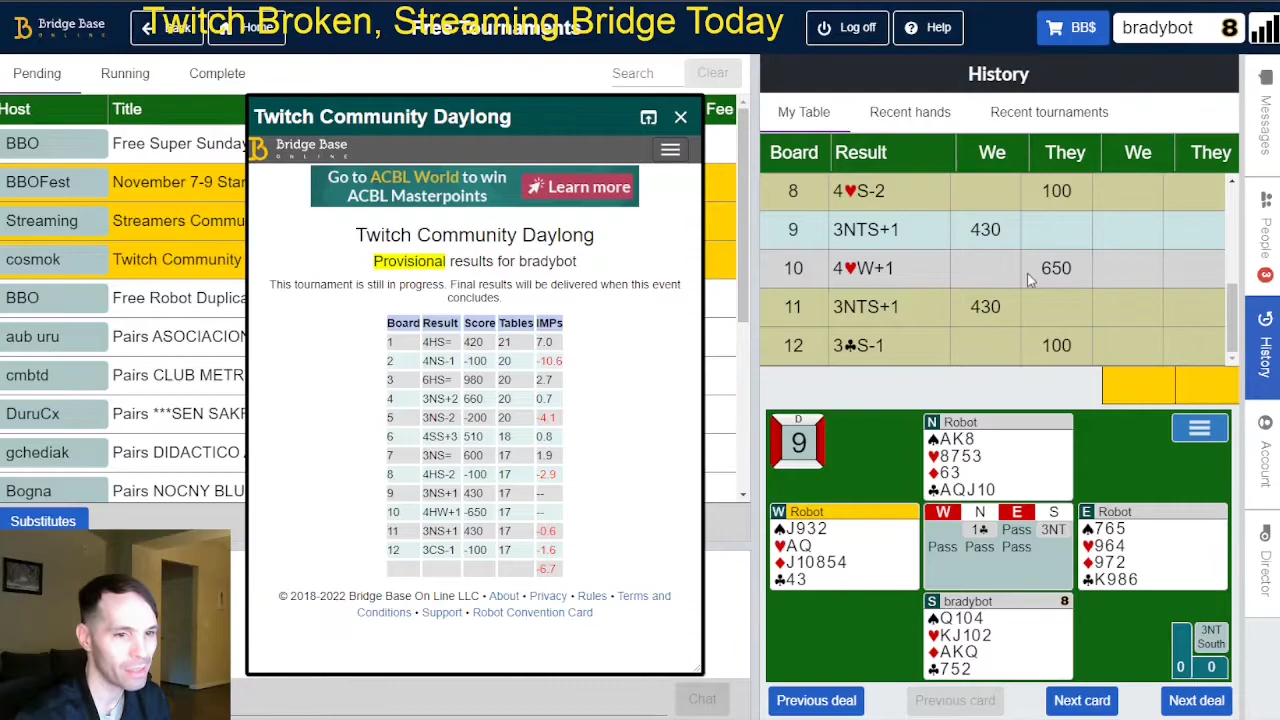 Twitch Broken, Streaming Bridge Today
Bridge Base
ONLINE
Back
Home
Free Tournaments
Log off
Help
BB$
bradybot 8
Pending
Running
Complete
Search
Clear
Host
Title
Fee
BBO
Free Super Sunda
BBOFest
November 7-9 Star
Streaming
Streamers Commu
cosmok
Twitch Community
BBO
Free Robot Duplica
aub uru
Pairs ASOCIACION
cmbtd
Pairs CLUB METR
DuruCx
Pairs ***SEN SAKR
gchediak
Pairs DIDACTICO A
Bogna
Pairs NOCNY BLU
Substitutes
Chat
Twitch Community Daylong
Bridge Base
ONLINE
Go to ACBL World to win
ACBL Masterpoints
Learn more
Twitch Community Daylong
Provisional results for bradybot
This tournament is still in progress. Final results will be delivered when this event
concludes.
Board Result Score Tables IMPs
1 4HS= 420 21 7.0
2 4NS-1 -100 20 -10.6
3 6HS= 980 20 2.7
4 3NS+2 660 20 0.7
5 3NS-2 -200 20 -4.1
6 4SS+3 510 18 0.8
7 3NS= 600 17 1.9
8 4HS-2 -100 17 -2.9
9 3NS+1 430 17 --
10 4HW+1 -650 17 --
11 3NS+1 430 17 -0.6
12 3CS-1 -100 17 -1.6
-6.7
© 2018-2022 Bridge Base On Line LLC • About • Privacy • Rules • Terms and
Conditions • Support • Robot Convention Card
History
My Table
Recent hands
Recent tournaments
Board Result We They We They
8 4♥S-2 100
9 3NTS+1 430
10 4♥W+1 650
11 3NTS+1 430
12 3♣S-1 100
D
9
N Robot
♠AK8
♥8753
♦63
♣AQJ10
W Robot
♠J932
♥AQ
♦J10854
♣43
W N E S
1♣ Pass 3NT
Pass Pass Pass
E Robot
♠765
♥964
♦972
♣K986
S bradybot 8
♠Q104
♥KJ102
♦AKQ
♣752
3NT
South
0 0
Previous deal
Previous card
Next card
Next deal
Messages
People
3
History
Account
Director